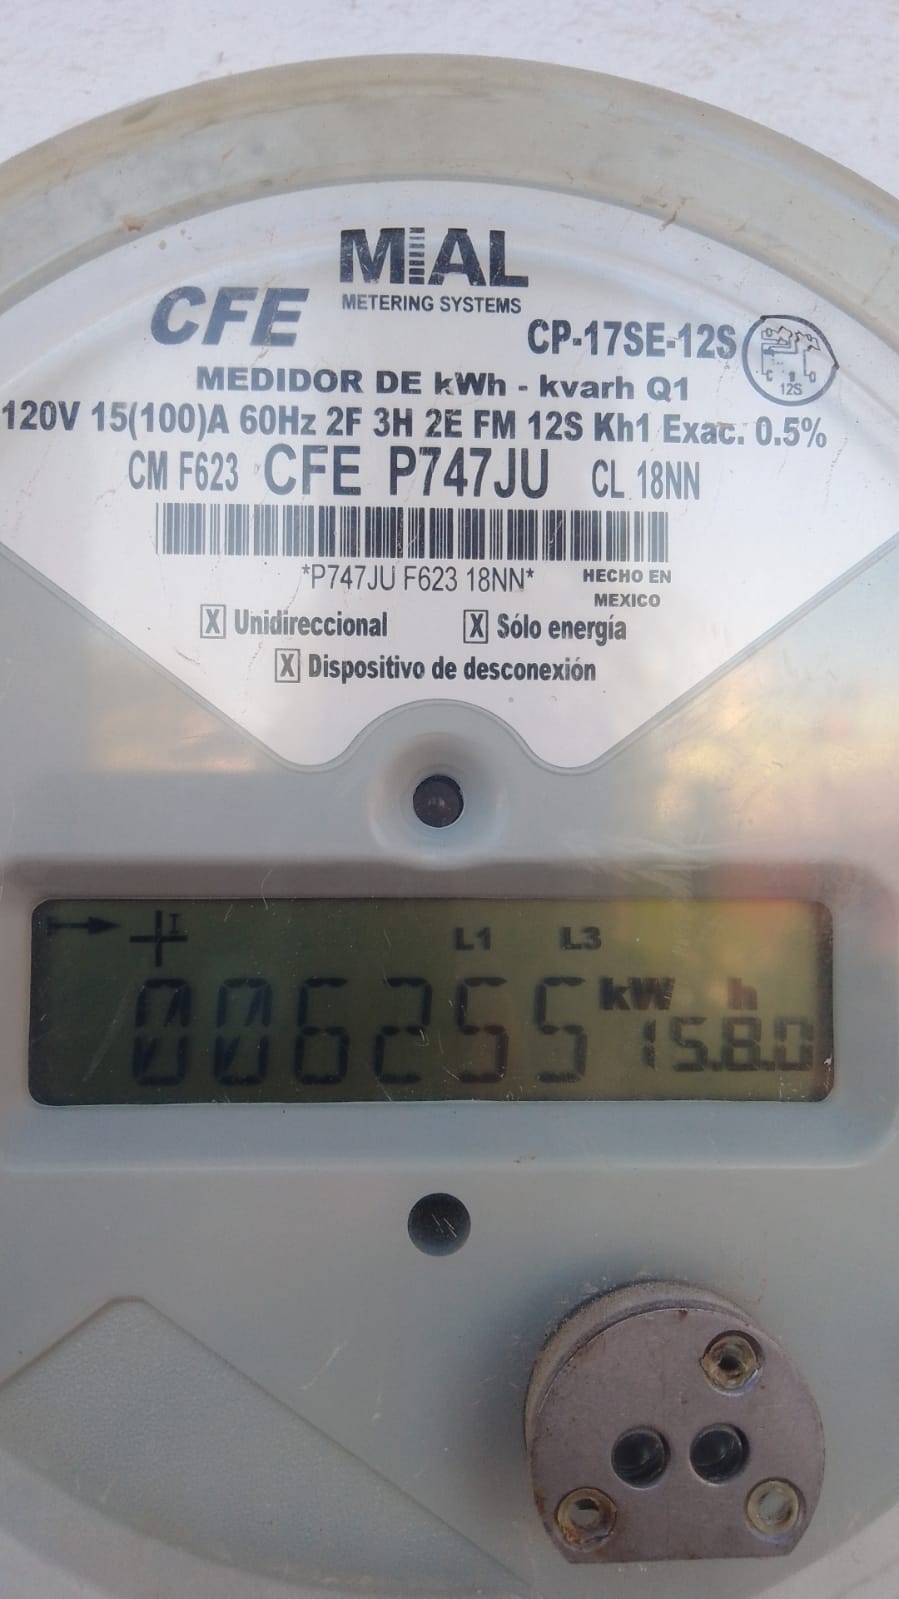 MIAL
METERING SYSTEMS
CFE
CP-17SE-12S
12S
MEDIDOR DE kWh - kvarh Q1
120V 15(100)A 60Hz 2F 3H 2E FM 12S Kh1 Exac. 0.5%
CM F623 CFE P747JU CL 18NN
*P747JU F623 18NN*
HECHO EN
MEXICO
X Unidireccional X Sólo energía
X Dispositivo de desconexión
L1 L3
006255 kW h
15.8.0